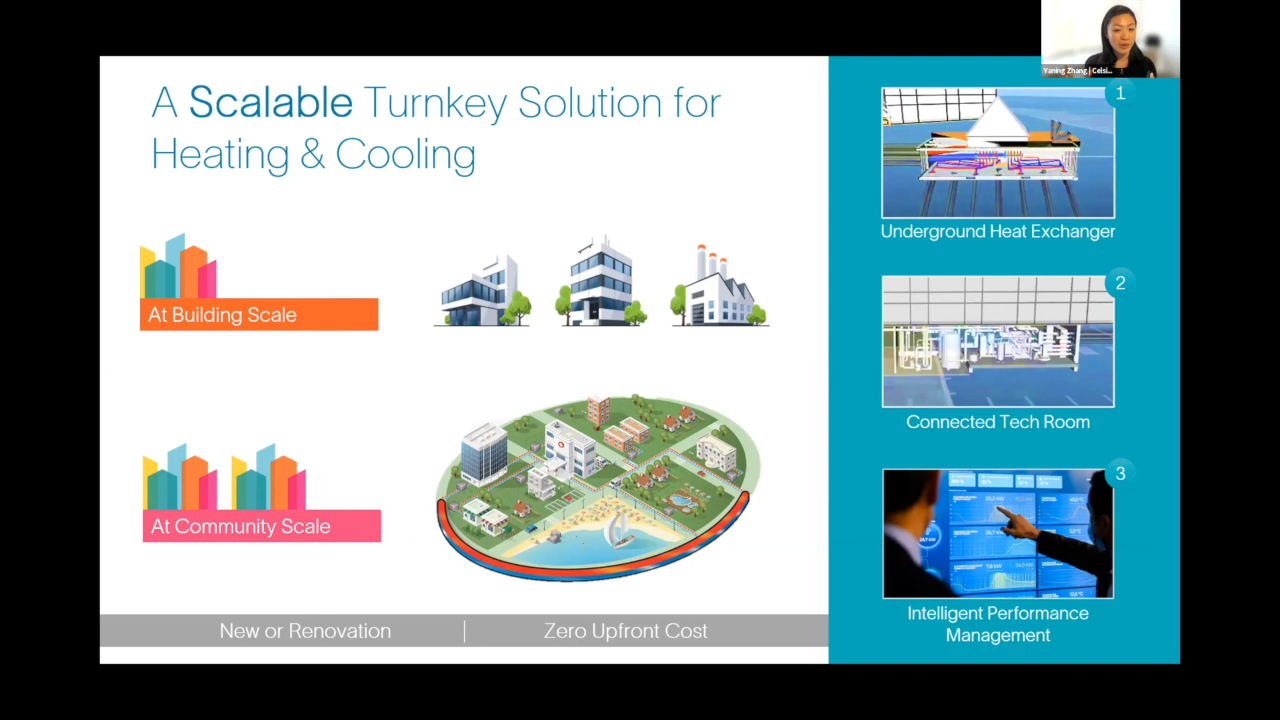 Yaning Zhang | Celsi...
A Scalable Turnkey Solution for
Heating & Cooling
At Building Scale
At Community Scale
New or Renovation
Zero Upfront Cost
1
Underground Heat Exchanger
2
Connected Tech Room
3
Intelligent Performance
Management